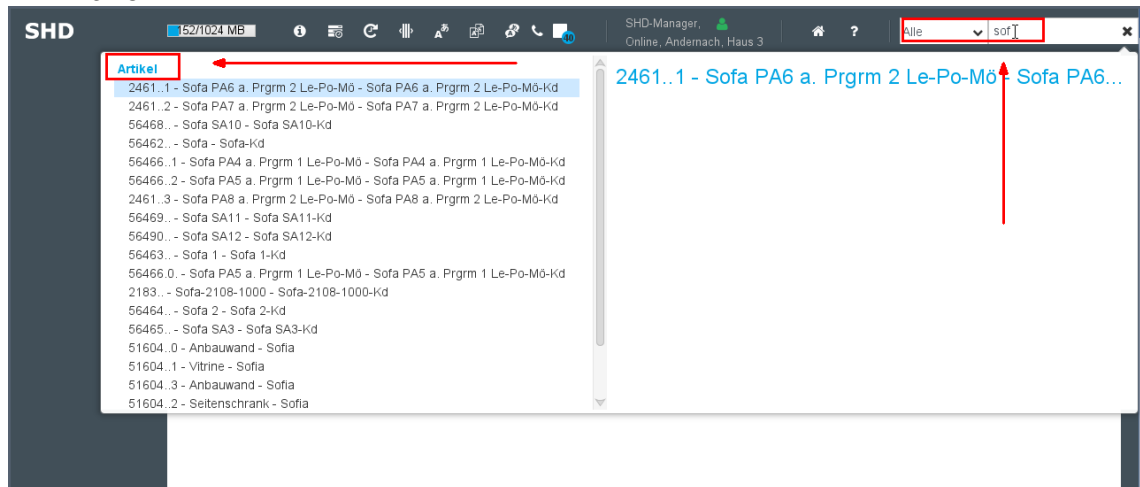 SHD
152/1024 MB
40
SHD-Manager,
Online, Andernach, Haus 3
?
Alle
sof
Artikel
2461..1 - Sofa PA6 a. Prgrm 2 Le-Po-Mö - Sofa PA6 a. Prgrm 2 Le-Po-Mö-Kd
2461..2 - Sofa PA7 a. Prgrm 2 Le-Po-Mö - Sofa PA7 a. Prgrm 2 Le-Po-Mö-Kd
56468.. - Sofa SA10 - Sofa SA10-Kd
56462.. - Sofa - Sofa-Kd
56466..1 - Sofa PA4 a. Prgrm 1 Le-Po-Mö - Sofa PA4 a. Prgrm 1 Le-Po-Mö-Kd
56466..2 - Sofa PA5 a. Prgrm 1 Le-Po-Mö - Sofa PA5 a. Prgrm 1 Le-Po-Mö-Kd
2461..3 - Sofa PA8 a. Prgrm 2 Le-Po-Mö - Sofa PA8 a. Prgrm 2 Le-Po-Mö-Kd
56469.. - Sofa SA11 - Sofa SA11-Kd
56490.. - Sofa SA12 - Sofa SA12-Kd
56463.. - Sofa 1 - Sofa 1-Kd
56466.0. - Sofa PA5 a. Prgrm 1 Le-Po-Mö - Sofa PA5 a. Prgrm 1 Le-Po-Mö-Kd
2183.. - Sofa-2108-1000 - Sofa-2108-1000-Kd
56464.. - Sofa 2 - Sofa 2-Kd
56465.. - Sofa SA3 - Sofa SA3-Kd
51604..0 - Anbauwand - Sofia
51604..1 - Vitrine - Sofia
51604..3 - Anbauwand - Sofia
51604..2 - Seitenschrank - Sofia
2461..1 - Sofa PA6 a. Prgrm 2 Le-Po-Mö - Sofa PA6...